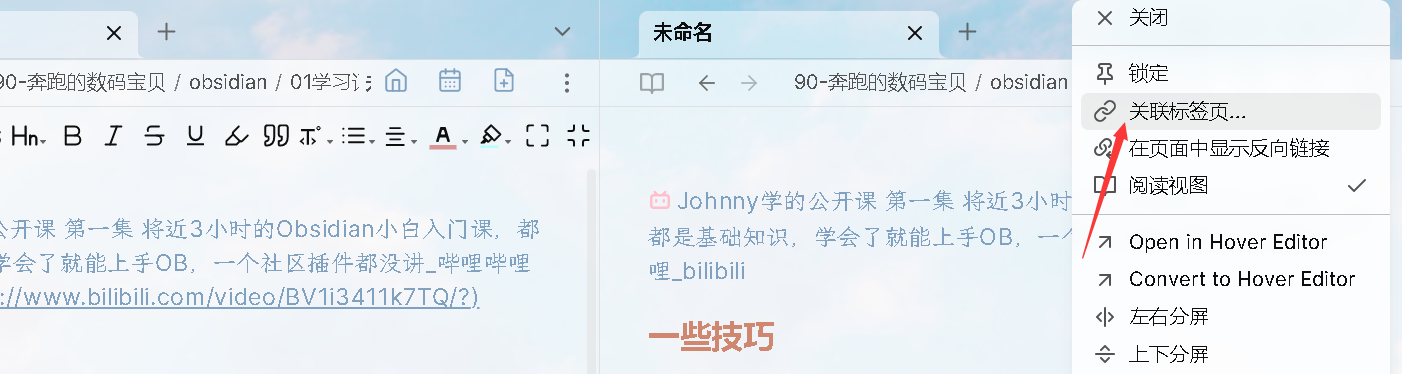 未命名
90-奔跑的数码宝贝 / obsidian / 01学习
90-奔跑的数码宝贝 / obsidian
Hn
B I S U
A
公开课 第一集 将近3小时的Obsidian小白入门课，都
学会了就能上手OB，一个社区插件都没讲_哔哩哔哩
://www.bilibili.com/video/BV1i3411k7TQ/?)
Johnny学的公开课 第一集 将近3小时
都是基础知识，学会了就能上手OB，一个
哩_bilibili
一些技巧
关闭
锁定
关联标签页...
在页面中显示反向链接
阅读视图
Open in Hover Editor
Convert to Hover Editor
左右分屏
上下分屏